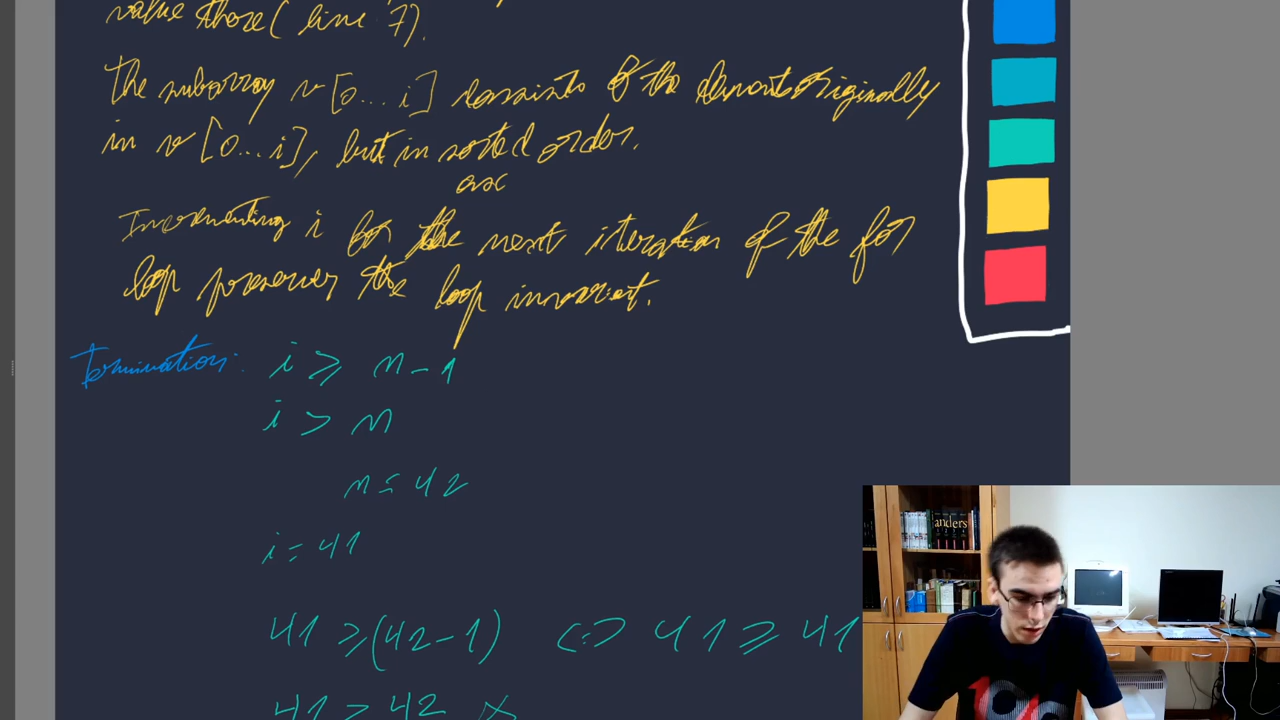 value those (line 7).
the subarray v[0...i] consists of the elements originally
in v[0...i], but in sorted order.
asc
Incrementing i for the next iteration of the for
loop preserves the loop invariant.
Termination: i ≥ n-1
i > n
n = 42
i = 41
41 ≥ (42-1) <=> 41 ≥ 41
41 > 42 X
anders